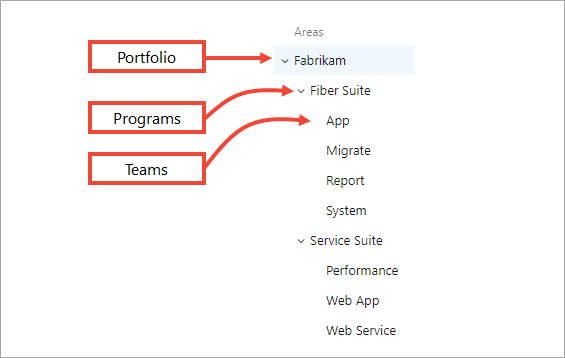 Areas
Portfolio
Fabrikam
Programs
Fiber Suite
Teams
App
Migrate
Report
System
Service Suite
Performance
Web App
Web Service